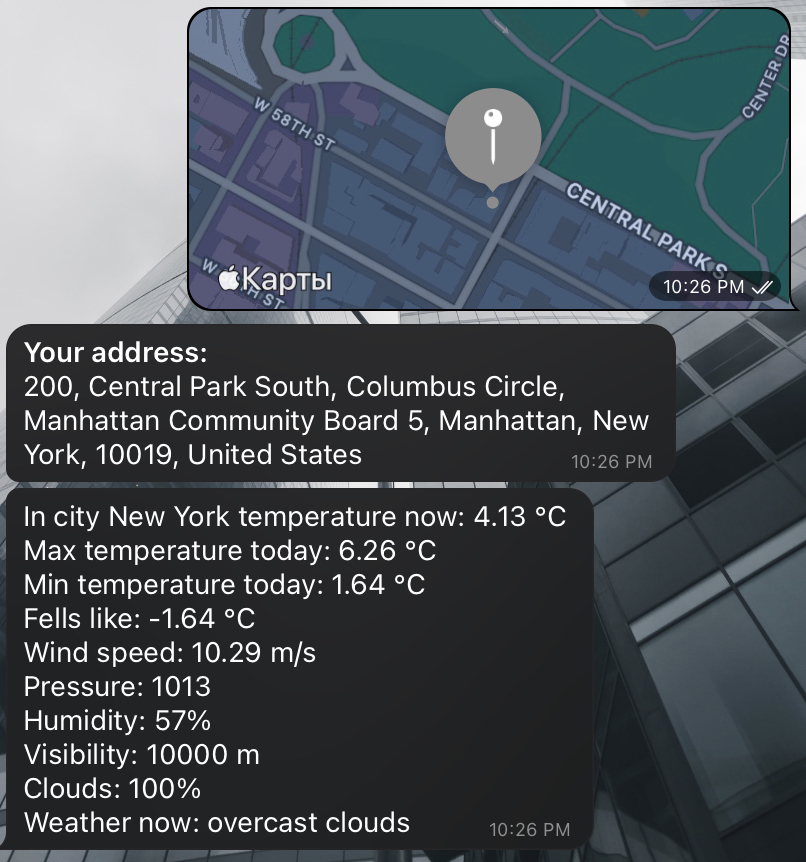 W 58TH ST
CENTER DR
CENTRAL PARK S
Карты
10:26 PM
Your address:
200, Central Park South, Columbus Circle,
Manhattan Community Board 5, Manhattan, New
York, 10019, United States
10:26 PM
In city New York temperature now: 4.13 °C
Max temperature today: 6.26 °C
Min temperature today: 1.64 °C
Fells like: -1.64 °C
Wind speed: 10.29 m/s
Pressure: 1013
Humidity: 57%
Visibility: 10000 m
Clouds: 100%
Weather now: overcast clouds
10:26 PM